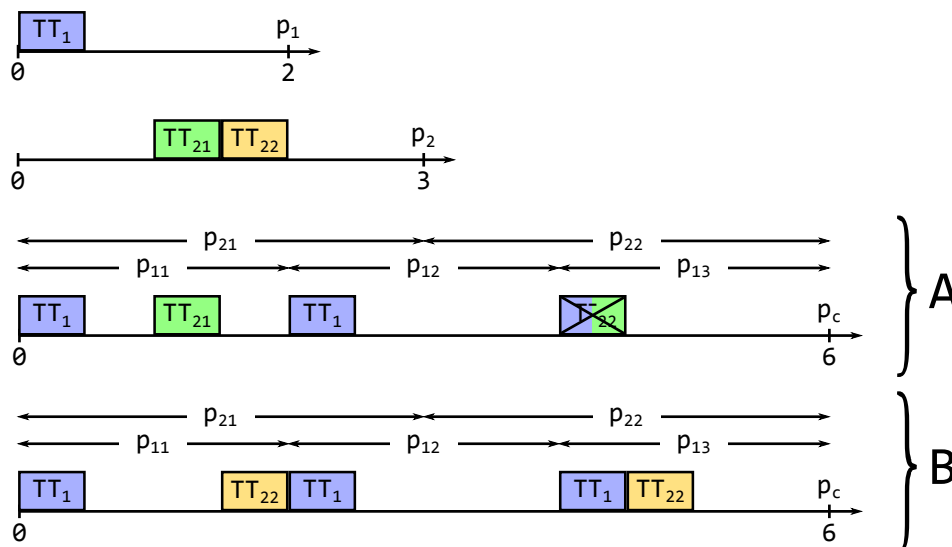 TT1 p1
0 2
TT21 TT22 p2
0 3
p21 p22
p11 p12 p13
TT1 TT21 TT1 TT22 pc
0 6
A
p21 p22
p11 p12 p13
TT1 TT22 TT1 TT1 TT22 pc
0 6
B